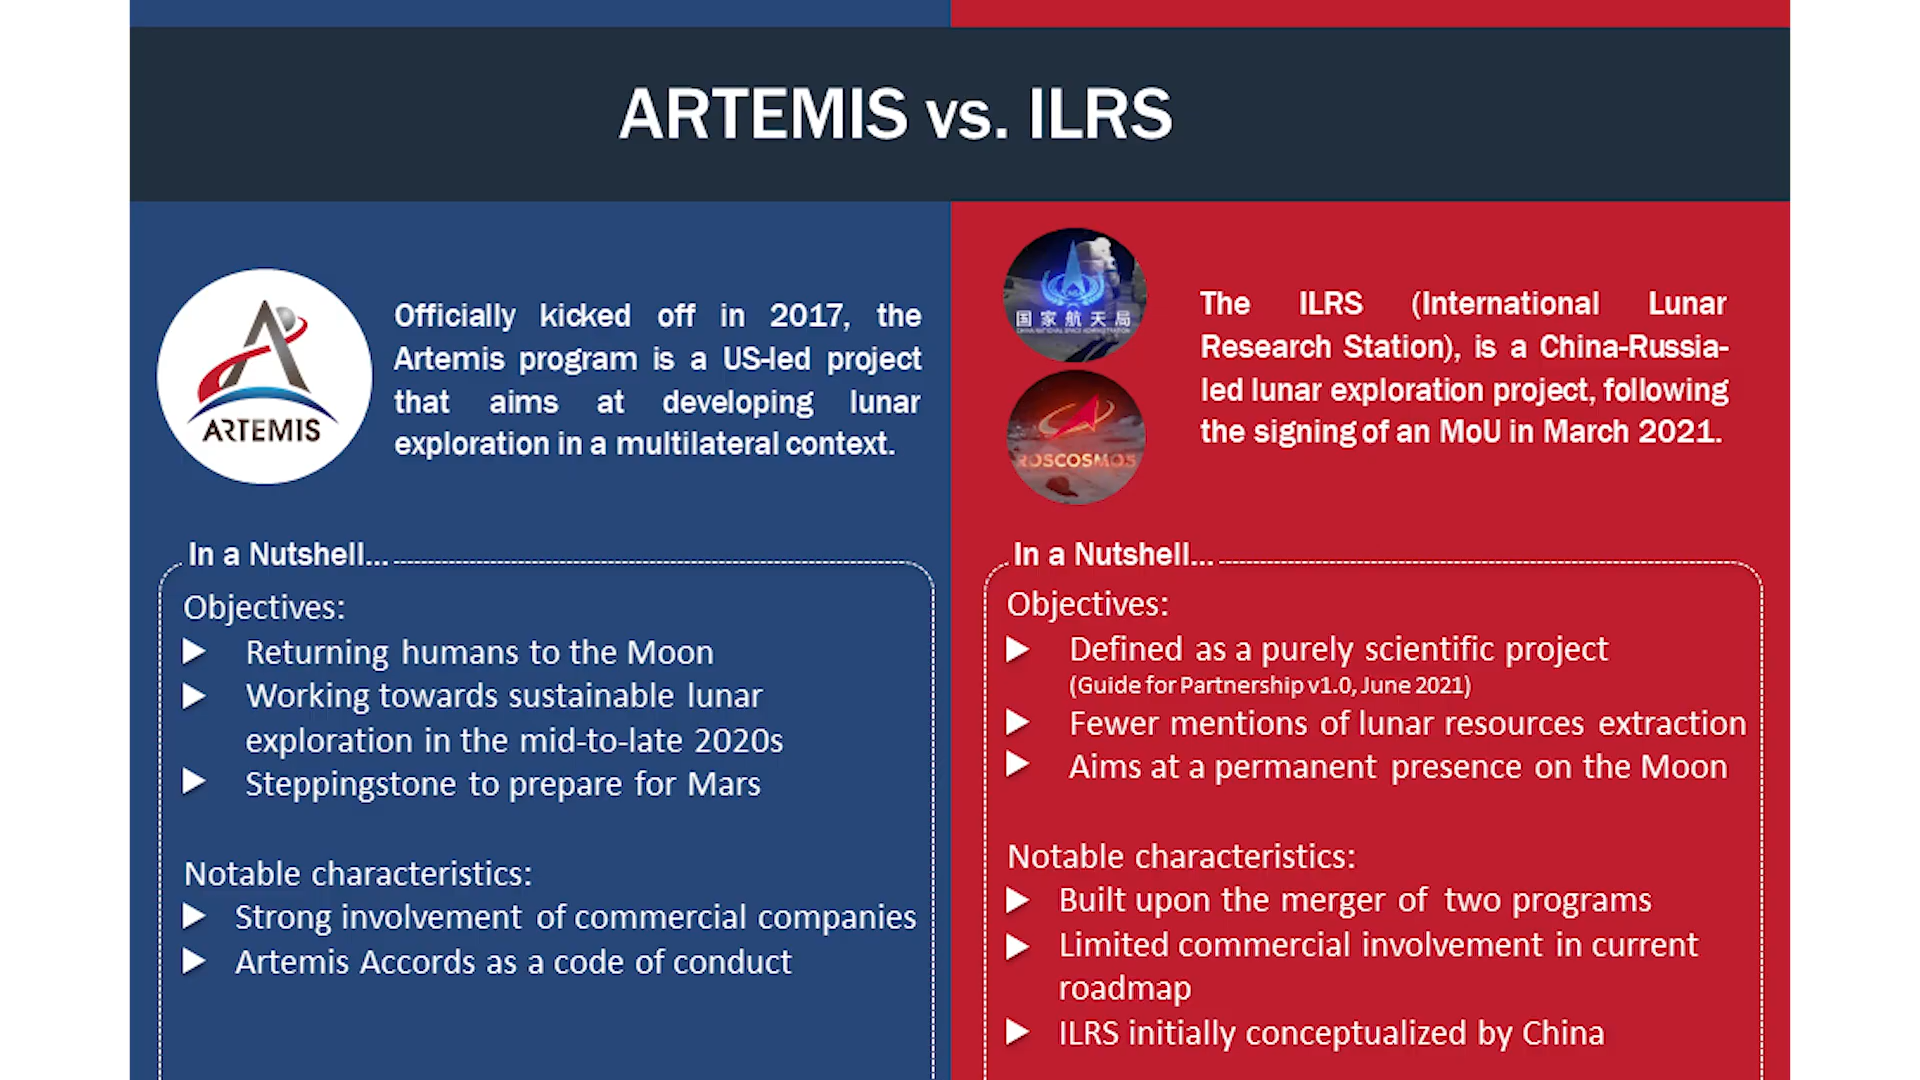 ARTEMIS vs. ILRS
ARTEMIS
Officially kicked off in 2017, the
Artemis program is a US-led project
that aims at developing lunar
exploration in a multilateral context.
In a Nutshell...
Objectives:
Returning humans to the Moon
Working towards sustainable lunar
exploration in the mid-to-late 2020s
Steppingstone to prepare for Mars
Notable characteristics:
Strong involvement of commercial companies
Artemis Accords as a code of conduct
国家航天局
CHINA NATIONAL SPACE ADMINISTRATION
ROSCOSMOS
The ILRS (International Lunar
Research Station), is a China-Russia-
led lunar exploration project, following
the signing of an MoU in March 2021.
In a Nutshell...
Objectives:
Defined as a purely scientific project
(Guide for Partnership v1.0, June 2021)
Fewer mentions of lunar resources extraction
Aims at a permanent presence on the Moon
Notable characteristics:
Built upon the merger of two programs
Limited commercial involvement in current
roadmap
ILRS initially conceptualized by China